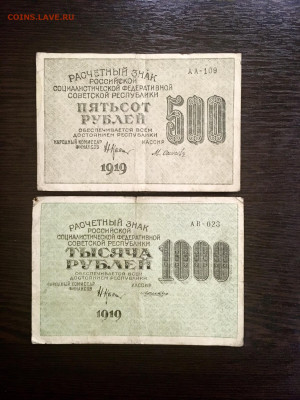 COINS.LAVE.RU
РАСЧЕТНЫЙ ЗНАК
РОССИЙСКОЙ
СОЦИАЛИСТИЧЕСКОЙ ФЕДЕРАТИВНОЙ
СОВЕТСКОЙ РЕСПУБЛИКИ
ПЯТЬСОТ
РУБЛЕЙ
ОБЕСПЕЧИВАЕТСЯ ВСЕМ
ДОСТОЯНИЕМ РЕСПУБЛИКИ
НАРОДНЫЙ КОМИССАР
ФИНАНСОВ
КАССИР
1919
АА-109
500
РАСЧЕТНЫЙ ЗНАК
РОССИЙСКОЙ
СОЦИАЛИСТИЧЕСКОЙ ФЕДЕРАТИВНОЙ
СОВЕТСКОЙ РЕСПУБЛИКИ
ТЫСЯЧА
РУБЛЕЙ
ОБЕСПЕЧИВАЕТСЯ ВСЕМ
ДОСТОЯНИЕМ РЕСПУБЛИКИ
НАРОДНЫЙ КОМИССАР
ФИНАНСОВ
КАССИР
1919
1000